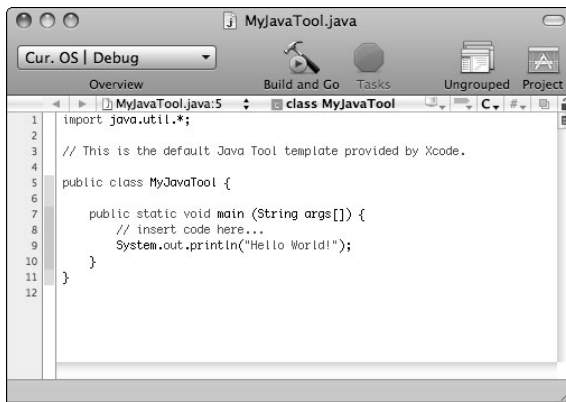 MyJavaTool.java
Cur. OS | Debug
Overview
Build and Go
Tasks
Ungrouped
Project
MyJavaTool.java:5
class MyJavaTool
C
#
1 import java.util.*;
2
3 // This is the default Java Tool template provided by Xcode.
4
5 public class MyJavaTool {
6
7 public static void main (String args[]) {
8 // insert code here...
9 System.out.println("Hello World!");
10 }
11 }
12